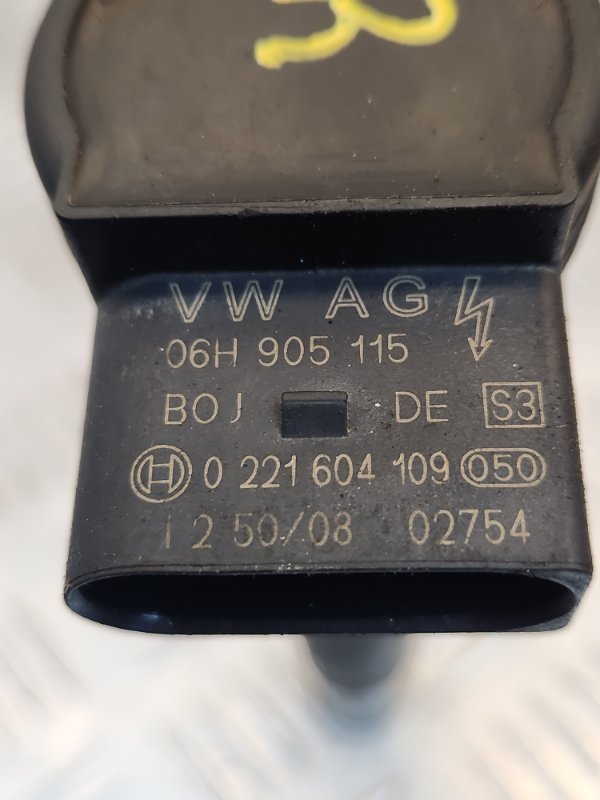 VW AG
06H 905 115
BOJ DE S3
0 221 604 109 050
1 2 50/08 02754